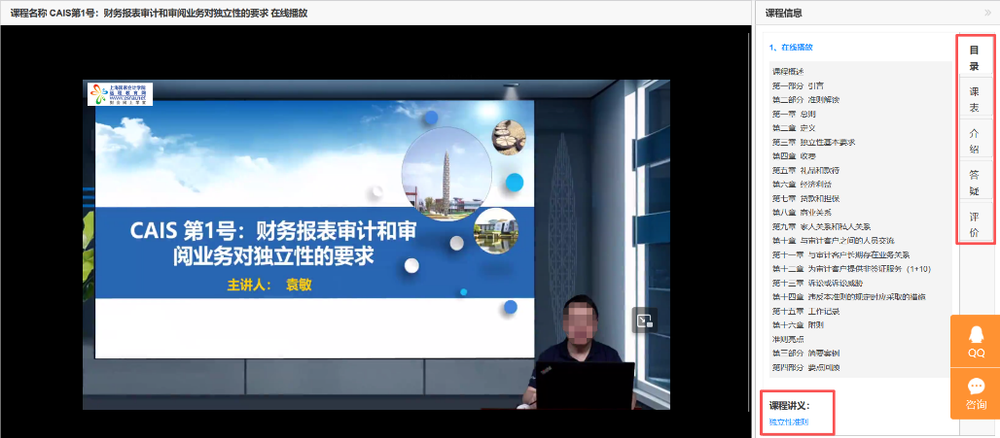 课程名称 CAIS第1号：财务报表审计和审阅业务对独立性的要求 在线播放
上海国家会计学院
远程教育网
www.esnai.net
CAIS 第1号：财务报表审计和审
阅业务对独立性的要求
主讲人： 袁敏
课程信息
1、在线播放
课程概述
第一部分 引言
第二部分 准则解读
第一章 总则
第二章 定义
第三章 独立性基本要求
第四章 收费
第五章 礼品和款待
第六章 经济利益
第七章 贷款和担保
第八章 商业关系
第九章 家人关系和私人关系
第十章 与审计客户之间的人员交流
第十一章 与审计客户长期存在业务关系
第十二章 为审计客户提供非鉴证服务（1+10）
第十三章 诉讼或诉讼威胁
第十四章 违反本准则的规定时应采取的措施
第十五章 工作记录
第十六章 附则
准则亮点
第三部分 简要案例
第四部分 要点回顾
课程讲义：
独立性准则
目录
课表
介绍
答疑
评价
QQ
咨询